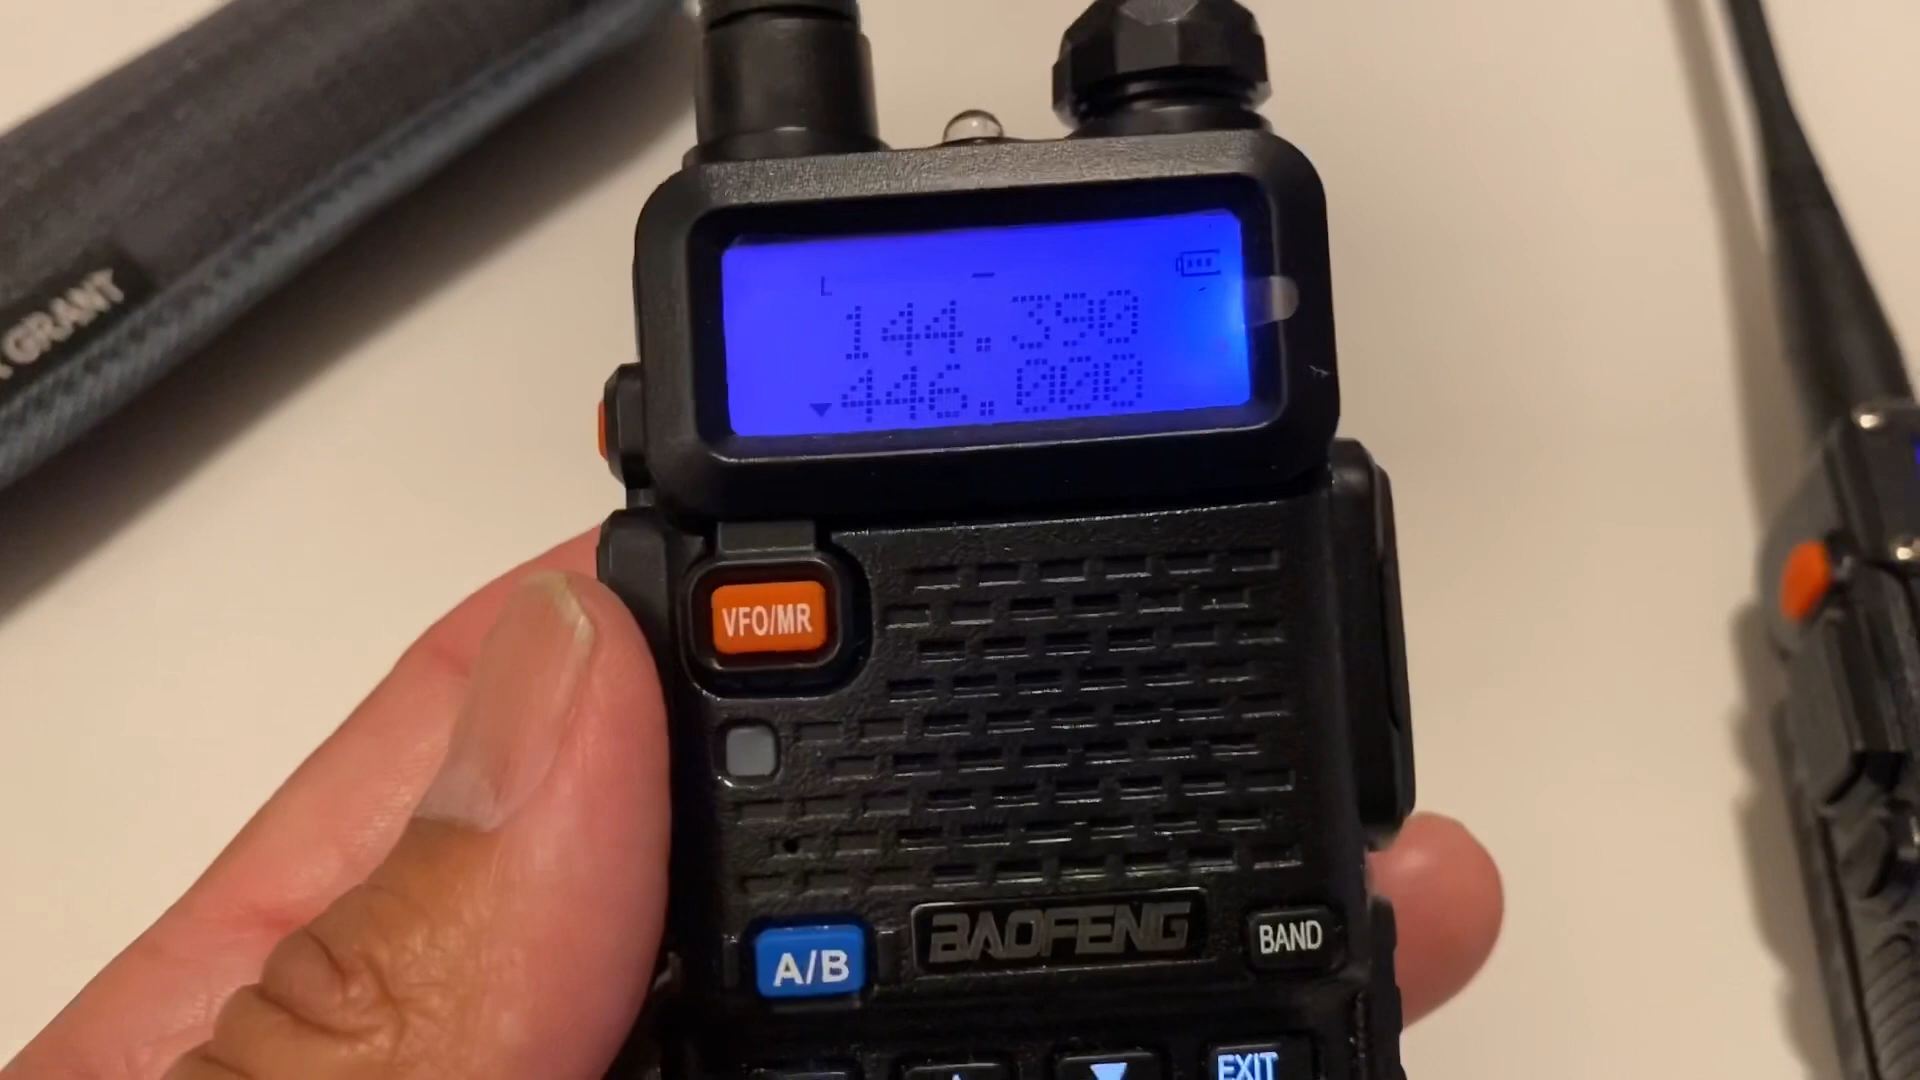 GRANT
L
144.390
446.000
VFO/MR
BAOFENG
A/B
BAND
EXIT